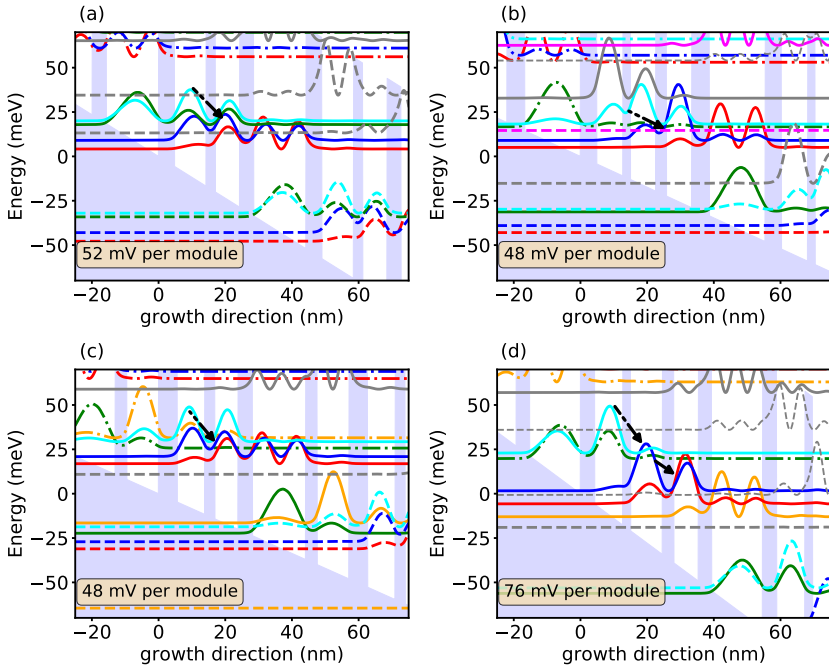 (a)
50
25
0
−25
−50
Energy (meV)
52 mV per module
−20 0 20 40 60
growth direction (nm)
(b)
50
25
0
−25
−50
Energy (meV)
48 mV per module
−20 0 20 40 60
growth direction (nm)
(c)
50
25
0
−25
−50
Energy (meV)
48 mV per module
−20 0 20 40 60
growth direction (nm)
(d)
50
25
0
−25
−50
Energy (meV)
76 mV per module
−20 0 20 40 60
growth direction (nm)